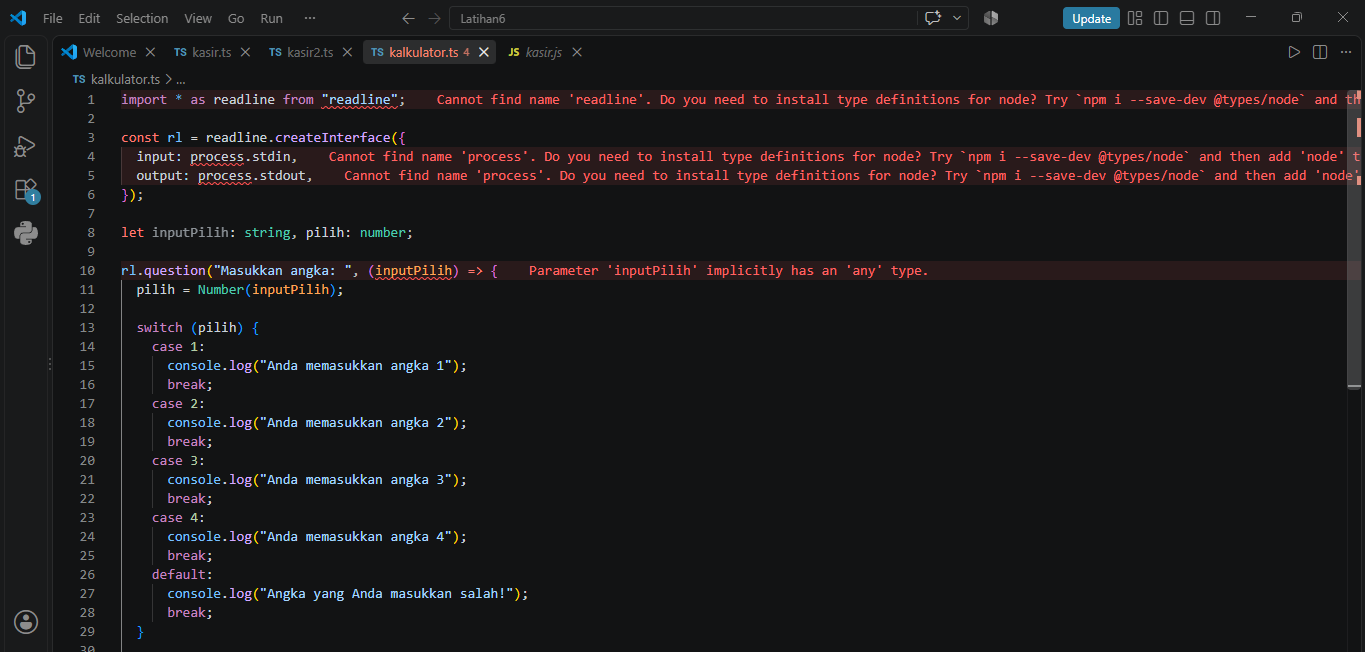 File Edit Selection View Go Run ··· ← → Latihan6 Update
Welcome TS kasir.ts TS kasir2.ts TS kalkulator.ts 4 JS kasir.js
TS kalkulator.ts > ...
1 import * as readline from "readline"; Cannot find name 'readline'. Do you need to install type definitions for node? Try `npm i --save-dev @types/node` and th
2
3 const rl = readline.createInterface({
4 input: process.stdin, Cannot find name 'process'. Do you need to install type definitions for node? Try `npm i --save-dev @types/node` and then add 'node' t
5 output: process.stdout, Cannot find name 'process'. Do you need to install type definitions for node? Try `npm i --save-dev @types/node` and then add 'node'
6 });
7
8 let inputPilih: string, pilih: number;
9
10 rl.question("Masukkan angka: ", (inputPilih) => { Parameter 'inputPilih' implicitly has an 'any' type.
11 pilih = Number(inputPilih);
12
13 switch (pilih) {
14 case 1:
15 console.log("Anda memasukkan angka 1");
16 break;
17 case 2:
18 console.log("Anda memasukkan angka 2");
19 break;
20 case 3:
21 console.log("Anda memasukkan angka 3");
22 break;
23 case 4:
24 console.log("Anda memasukkan angka 4");
25 break;
26 default:
27 console.log("Angka yang Anda masukkan salah!");
28 break;
29 }
30
1